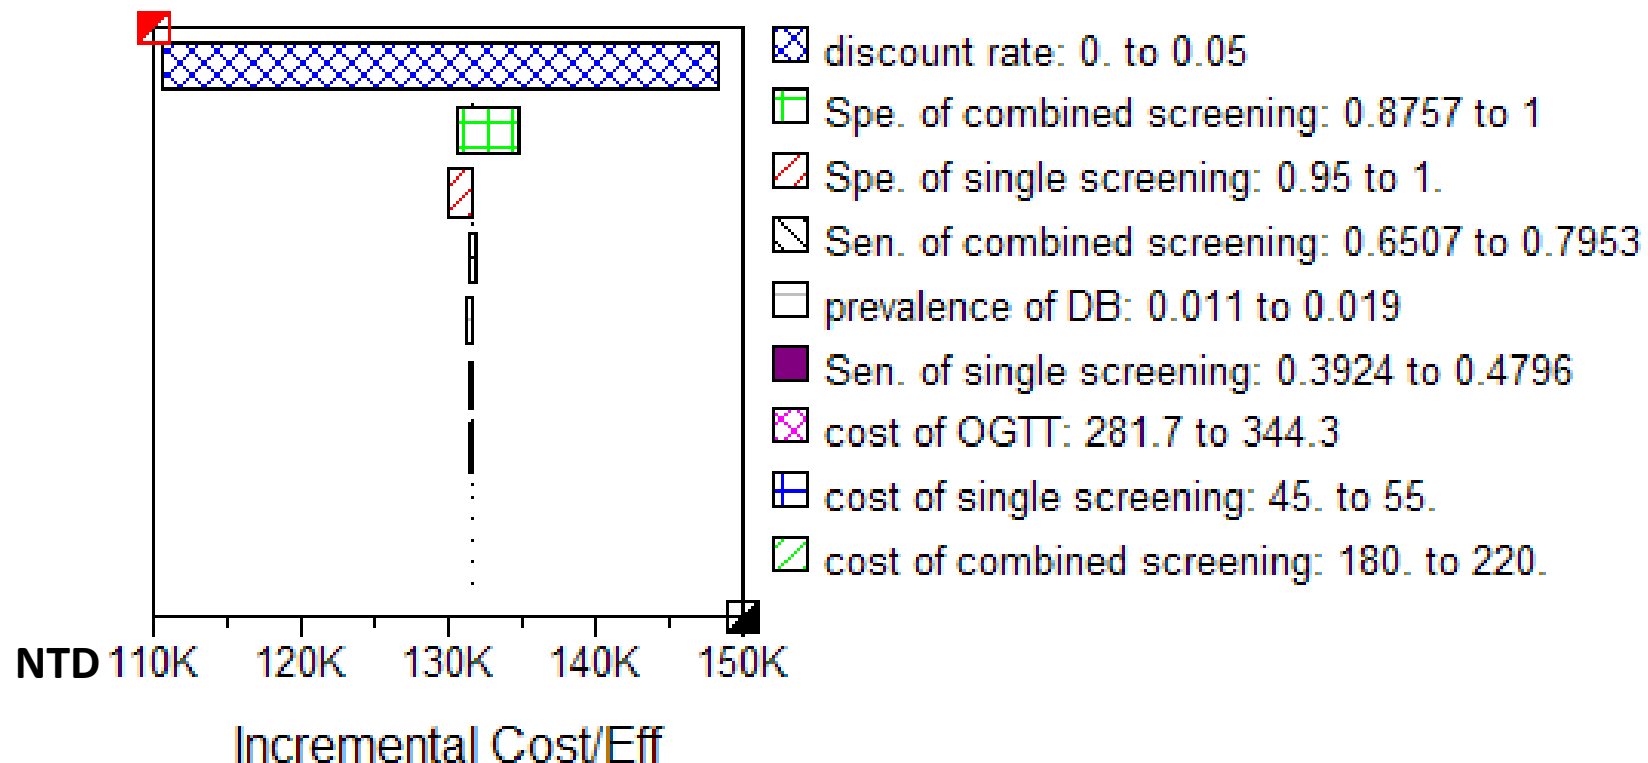 discount rate: 0. to 0.05
Spe. of combined screening: 0.8757 to 1
Spe. of single screening: 0.95 to 1.
Sen. of combined screening: 0.6507 to 0.7953
prevalence of DB: 0.011 to 0.019
Sen. of single screening: 0.3924 to 0.4796
cost of OGTT: 281.7 to 344.3
cost of single screening: 45. to 55.
cost of combined screening: 180. to 220.
NTD 110K 120K 130K 140K 150K
Incremental Cost/Eff